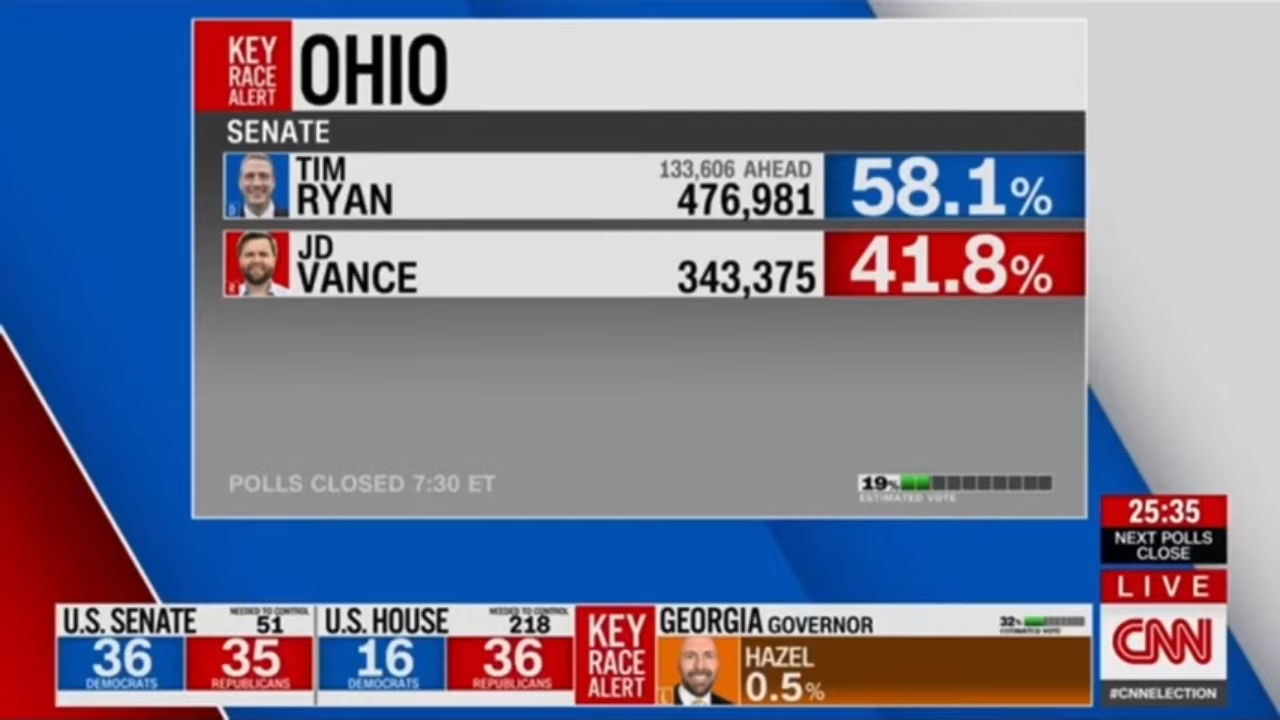 KEY
RACE
ALERT
OHIO
SENATE
TIM
RYAN
133,606 AHEAD
476,981
58.1%
JD
VANCE
343,375
41.8%
POLLS CLOSED 7:30 ET
19%
ESTIMATED VOTE
25:35
NEXT POLLS
CLOSE
LIVE
CNN
#CNNELECTION
U.S. SENATE
NEEDED TO CONTROL
51
36
DEMOCRATS
35
REPUBLICANS
U.S. HOUSE
NEEDED TO CONTROL
218
16
DEMOCRATS
36
REPUBLICANS
KEY
RACE
ALERT
GEORGIA GOVERNOR
32%
ESTIMATED VOTE
HAZEL
0.5%